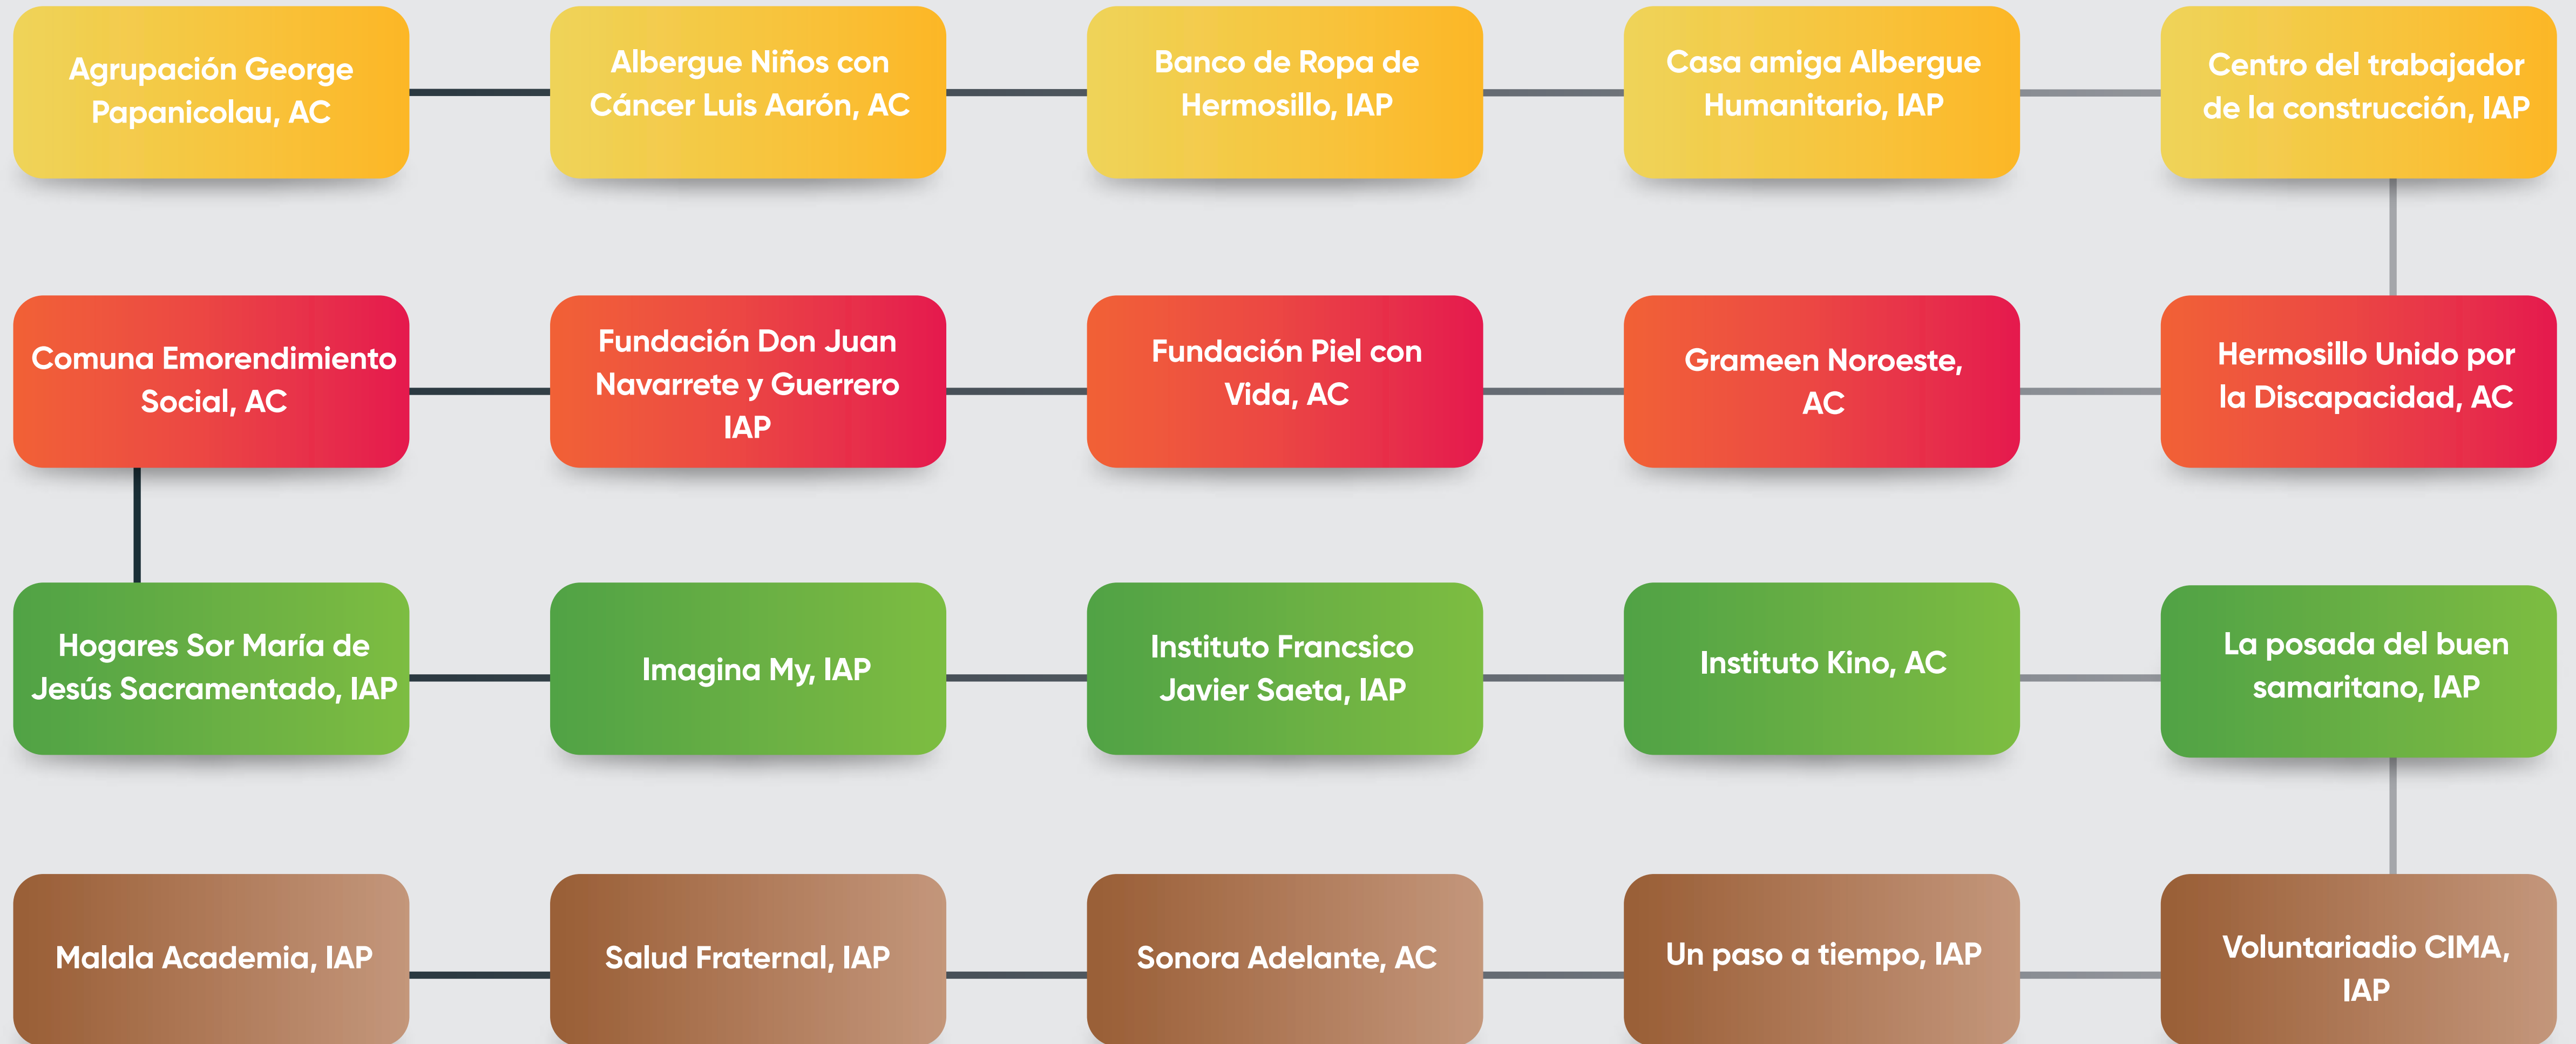 Agrupación George
Papanicolau, AC
Albergue Niños con
Cáncer Luis Aarón, AC
Banco de Ropa de
Hermosillo, IAP
Casa amiga Albergue
Humanitario, IAP
Centro del trabajador
de la construcción, IAP
Comuna Emorendimiento
Social, AC
Fundación Don Juan
Navarrete y Guerrero
IAP
Fundación Piel con
Vida, AC
Grameen Noroeste,
AC
Hermosillo Unido por
la Discapacidad, AC
Hogares Sor María de
Jesús Sacramentado, IAP
Imagina My, IAP
Instituto Francsico
Javier Saeta, IAP
Instituto Kino, AC
La posada del buen
samaritano, IAP
Malala Academia, IAP
Salud Fraternal, IAP
Sonora Adelante, AC
Un paso a tiempo, IAP
Voluntariadio CIMA,
IAP